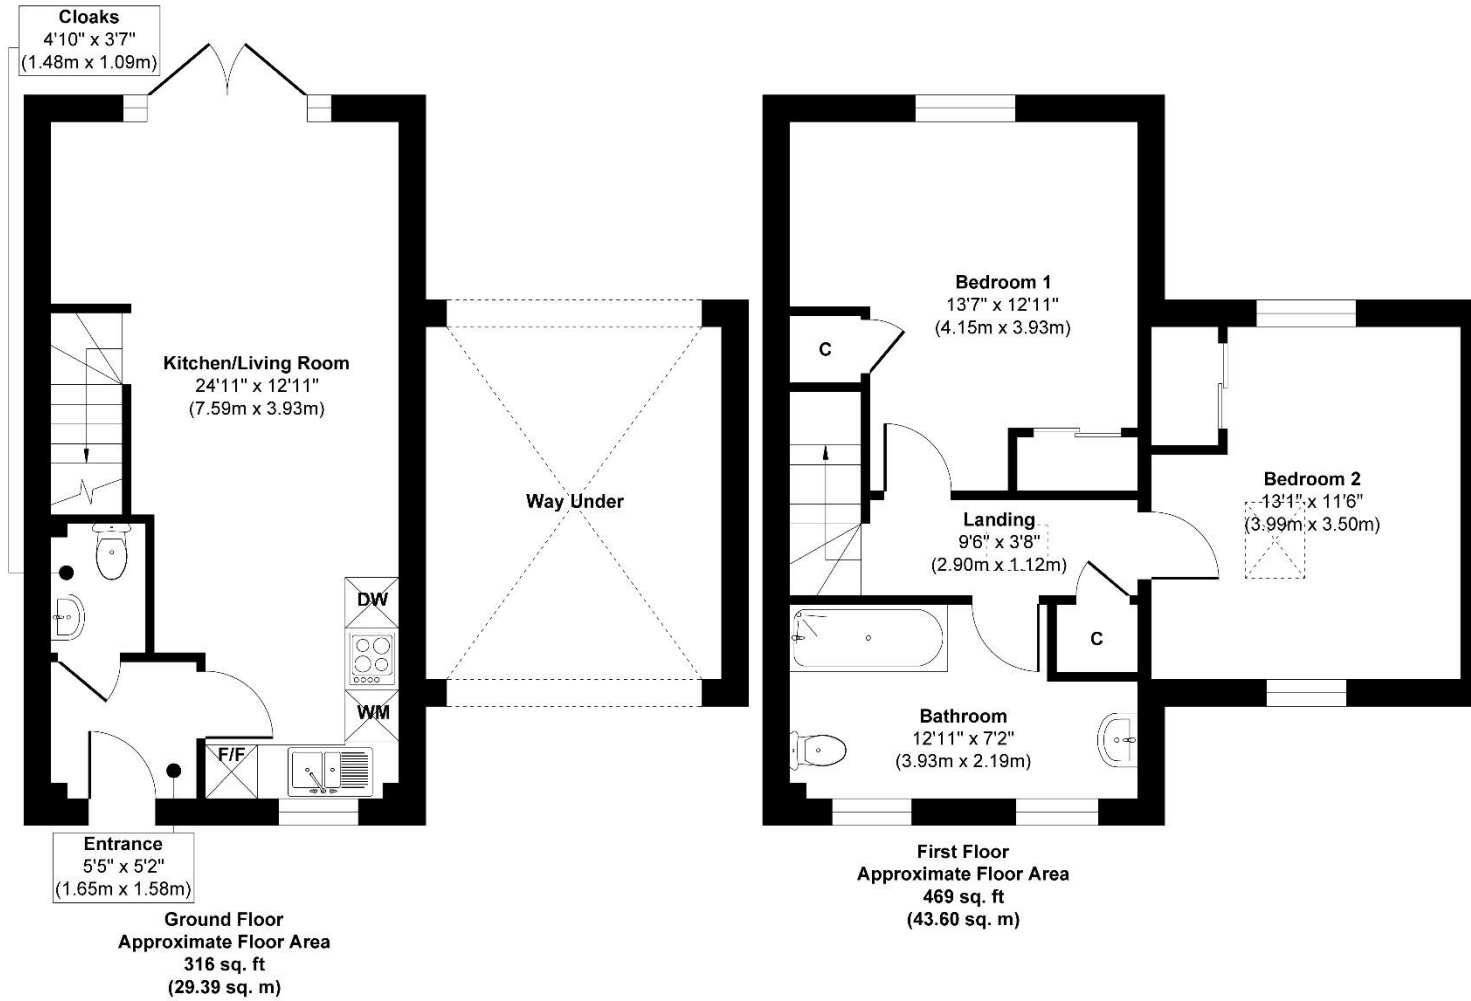 Cloaks
4'10" x 3'7"
(1.48m x 1.09m)
Kitchen/Living Room
24'11" x 12'11"
(7.59m x 3.93m)
Way Under
DW
WM
F/F
Entrance
5'5" x 5'2"
(1.65m x 1.58m)
Ground Floor
Approximate Floor Area
316 sq. ft
(29.39 sq. m)
Bedroom 1
13'7" x 12'11"
(4.15m x 3.93m)
C
Bedroom 2
13'1" x 11'6"
(3.99m x 3.50m)
Landing
9'6" x 3'8"
(2.90m x 1.12m)
C
Bathroom
12'11" x 7'2"
(3.93m x 2.19m)
First Floor
Approximate Floor Area
469 sq. ft
(43.60 sq. m)